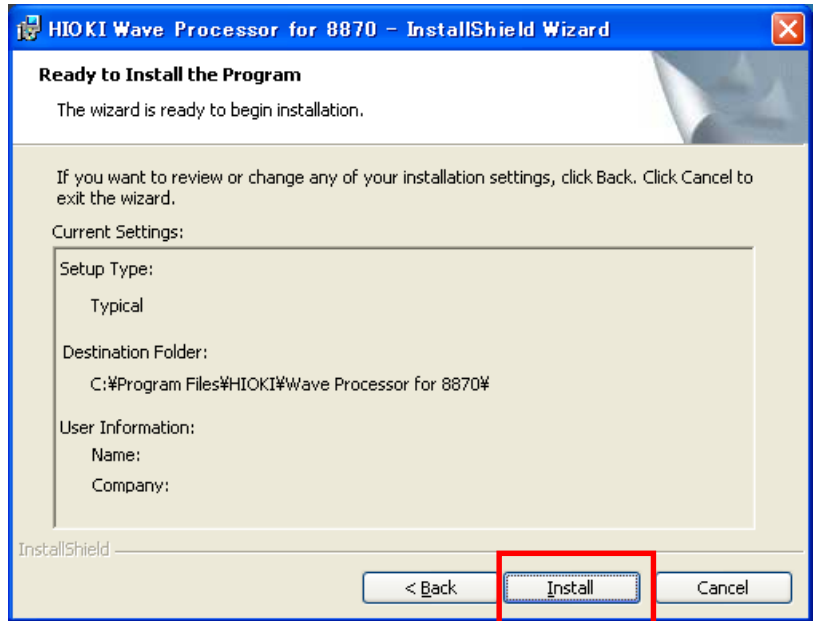 HIOKI Wave Processor for 8870 - InstallShield Wizard
Ready to Install the Program
The wizard is ready to begin installation.
If you want to review or change any of your installation settings, click Back. Click Cancel to
exit the wizard.
Current Settings:
Setup Type:
Typical
Destination Folder:
C:¥Program Files¥HIOKI¥Wave Processor for 8870¥
User Information:
Name:
Company:
InstallShield
< Back Install Cancel